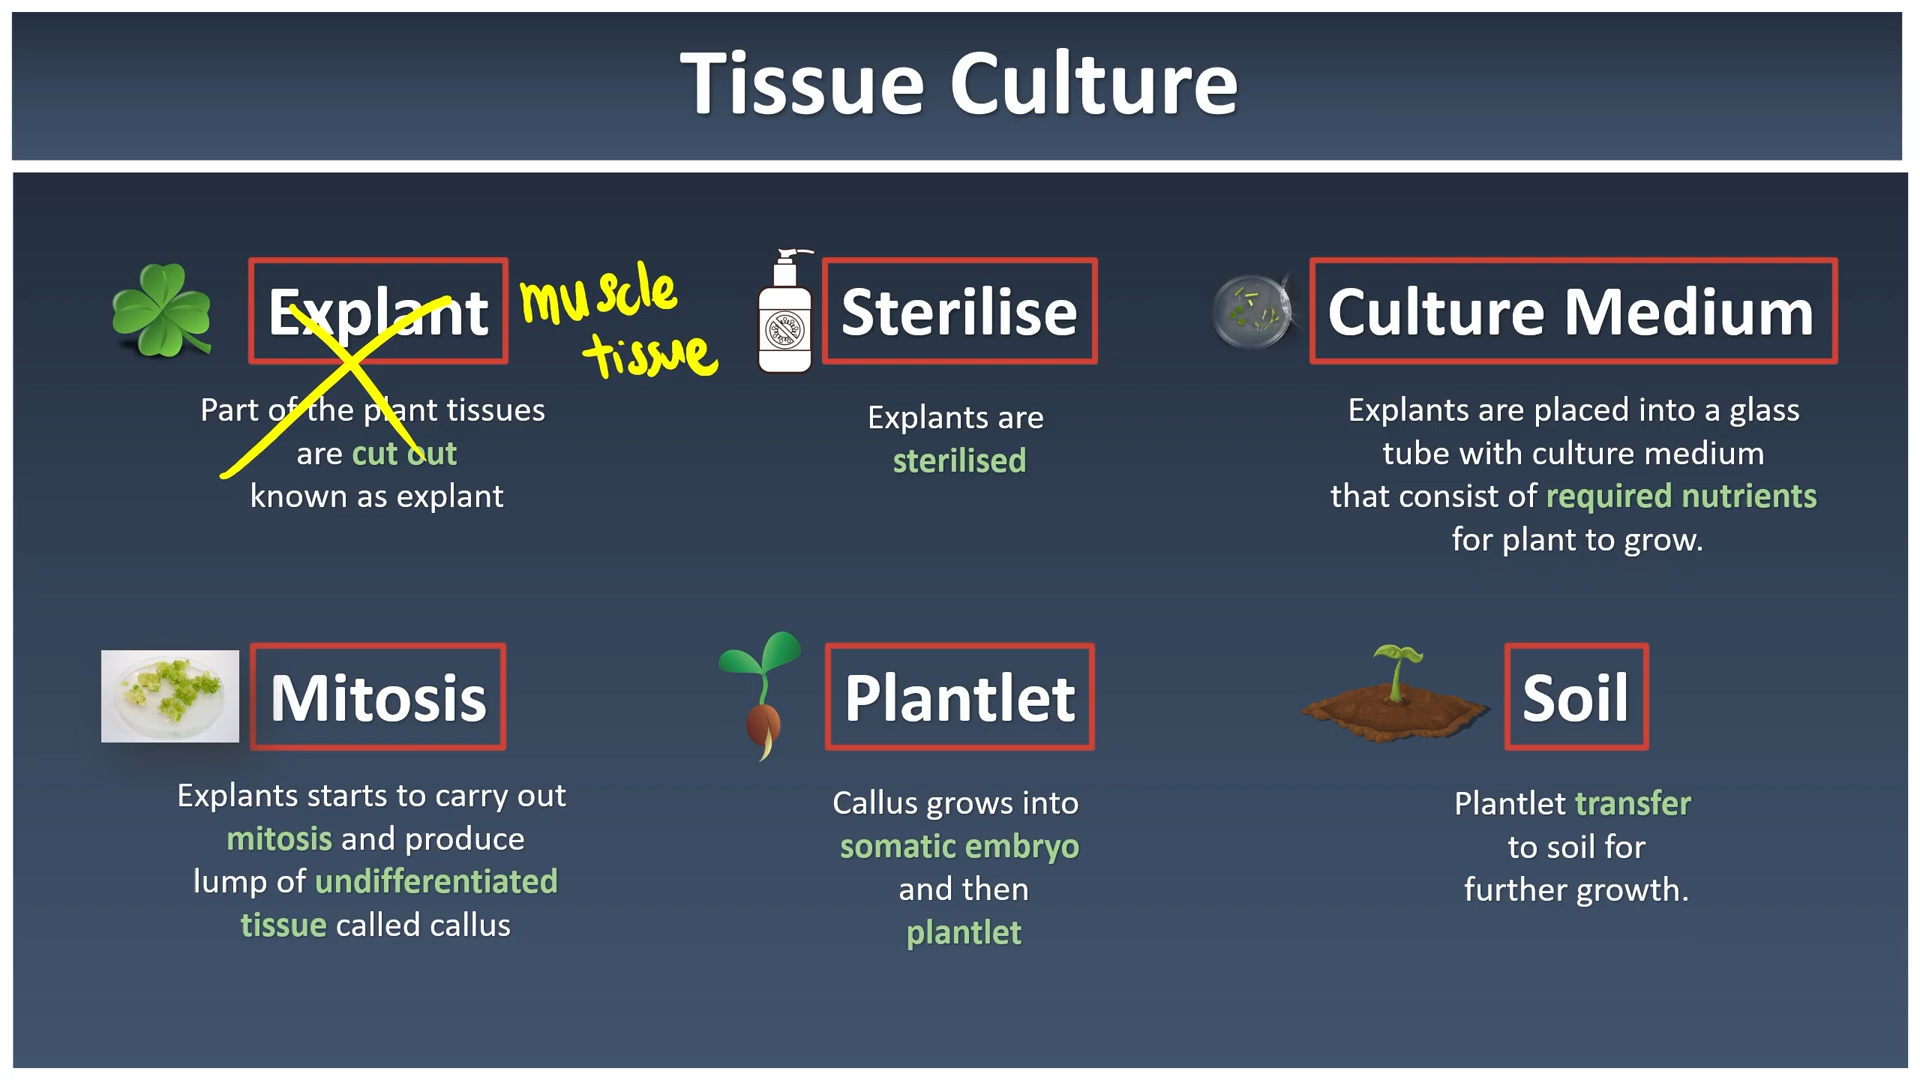 Tissue Culture
Explant
muscle
tissue
Part of the plant tissues
are cut out
known as explant
Sterilise
Explants are
sterilised
Culture Medium
Explants are placed into a glass
tube with culture medium
that consist of required nutrients
for plant to grow.
Mitosis
Explants starts to carry out
mitosis and produce
lump of undifferentiated
tissue called callus
Plantlet
Callus grows into
somatic embryo
and then
plantlet
Soil
Plantlet transfer
to soil for
further growth.